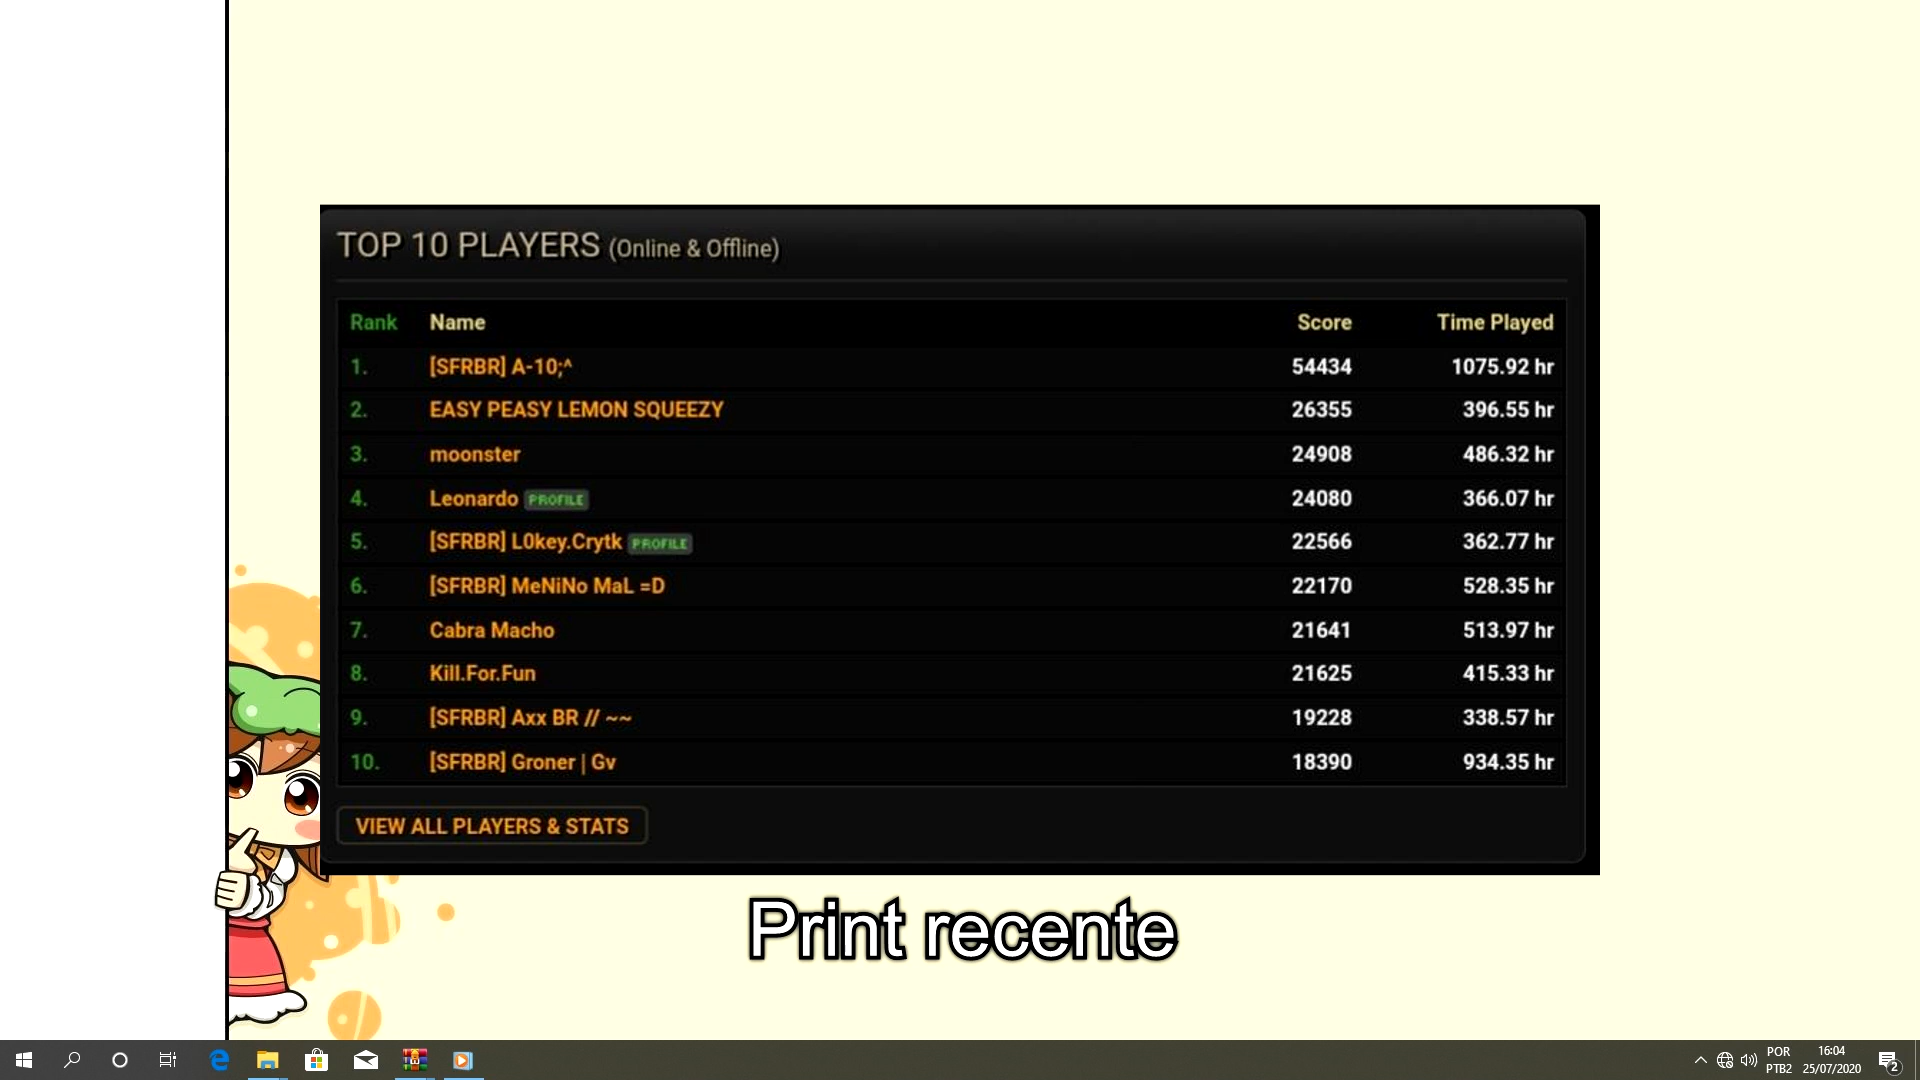 TOP 10 PLAYERS (Online & Offline)
Rank Name Score Time Played
1. [SFRBR] A-10;^ 54434 1075.92 hr
2. EASY PEASY LEMON SQUEEZY 26355 396.55 hr
3. moonster 24908 486.32 hr
4. Leonardo PROFILE 24080 366.07 hr
5. [SFRBR] L0key.Crytk PROFILE 22566 362.77 hr
6. [SFRBR] MeNiNo MaL =D 22170 528.35 hr
7. Cabra Macho 21641 513.97 hr
8. Kill.For.Fun 21625 415.33 hr
9. [SFRBR] Axx BR // ~~ 19228 338.57 hr
10. [SFRBR] Groner | Gv 18390 934.35 hr
VIEW ALL PLAYERS & STATS
Print recente
POR 16:04
PTB2 25/07/2020 2